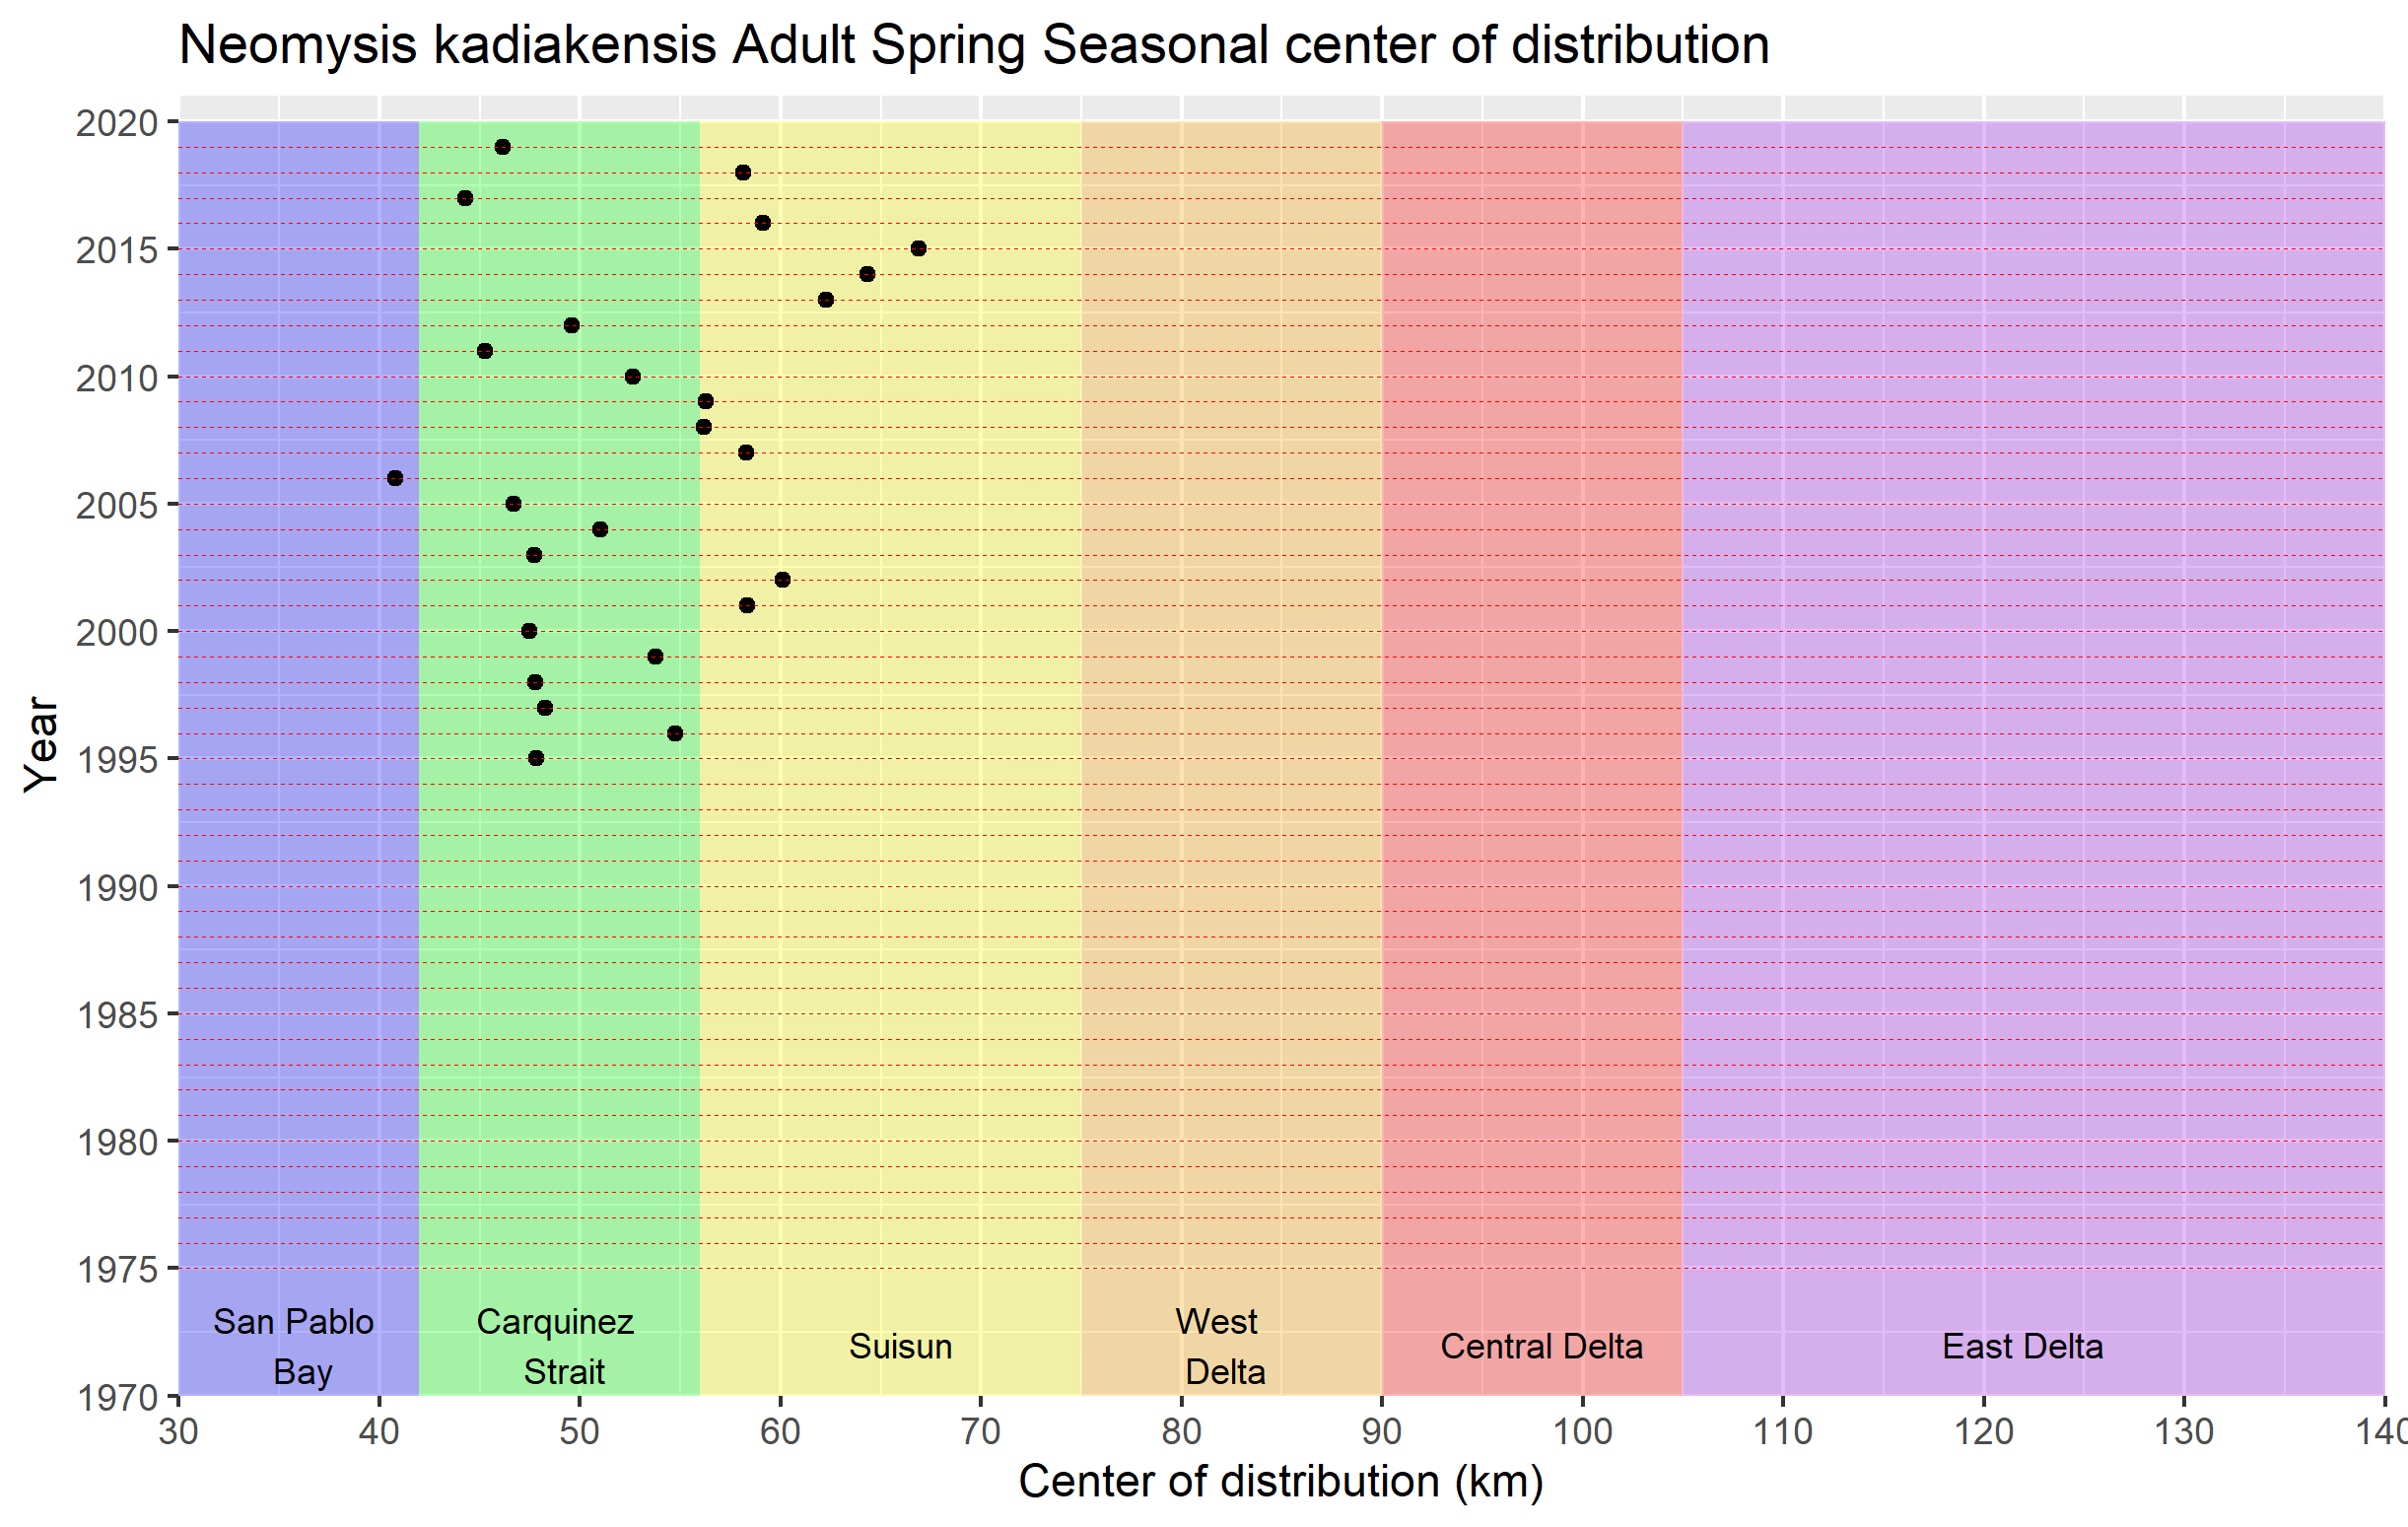 Neomysis kadiakensis Adult Spring Seasonal center of distribution
2020
2015
2010
2005
2000
1995
1990
1985
1980
1975
1970
Year
San Pablo
Bay
Carquinez
Strait
Suisun
West
Delta
Central Delta
East Delta
30 40 50 60 70 80 90 100 110 120 130 140
Center of distribution (km)